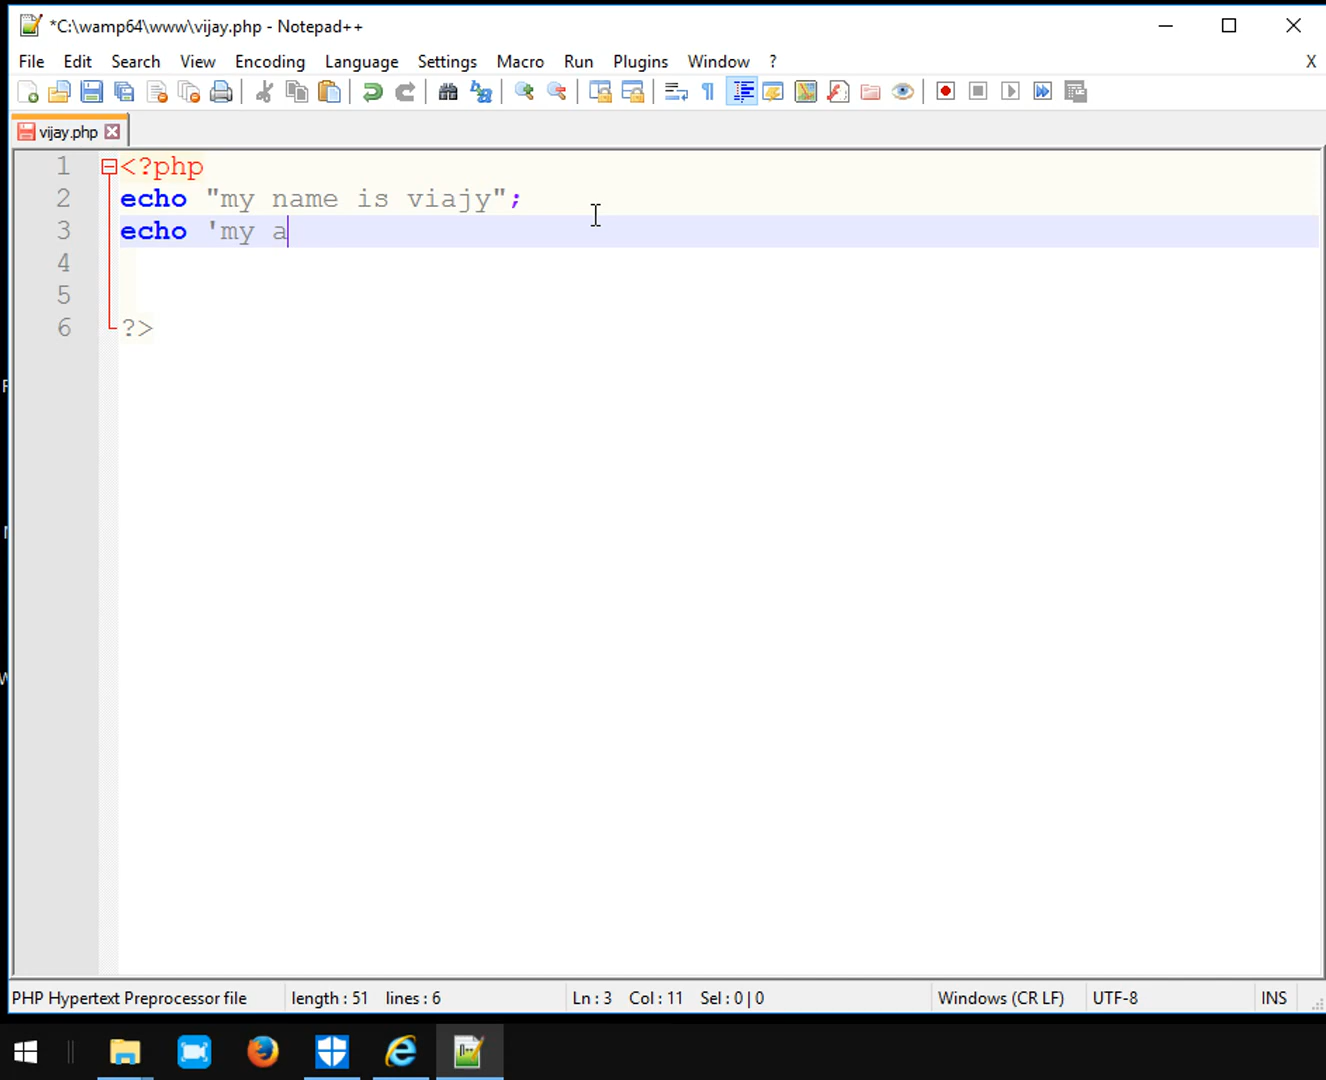 *C:\wamp64\www\vijay.php - Notepad++
File Edit Search View Encoding Language Settings Macro Run Plugins Window ? X
vijay.php
1 <?php
2 echo "my name is viajy";
3 echo 'my a
4
5
6 ?>
PHP Hypertext Preprocessor file length : 51 lines : 6 Ln : 3 Col : 11 Sel : 0 | 0 Windows (CR LF) UTF-8 INS